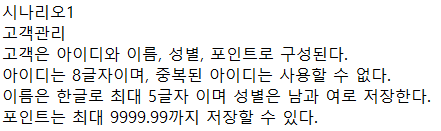 시나리오1
고객관리
고객은 아이디와 이름, 성별, 포인트로 구성된다.
아이디는 8글자이며, 중복된 아이디는 사용할 수 없다.
이름은 한글로 최대 5글자 이며 성별은 남과 여로 저장한다.
포인트는 최대 9999.99까지 저장할 수 있다.